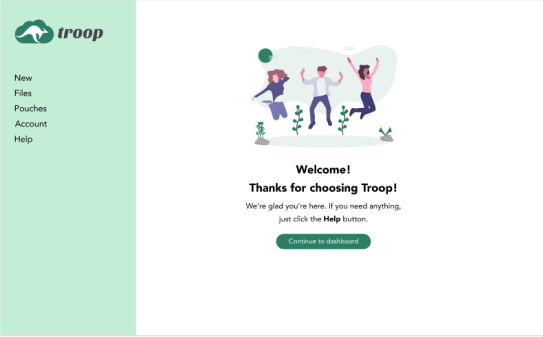 troop
New
Files
Pouches
Account
Help
Welcome!
Thanks for choosing Troop!
We're glad you're here. If you need anything,
just click the Help button.
Continue to dashboard